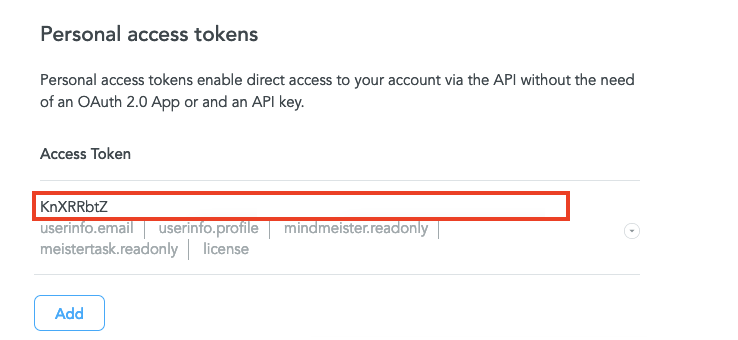 Personal access tokens
Personal access tokens enable direct access to your account via the API without the need
of an OAuth 2.0 App or and an API key.
Access Token
KnXRRbtZ
userinfo.email | userinfo.profile | mindmeister.readonly |
meistertask.readonly | license
Add